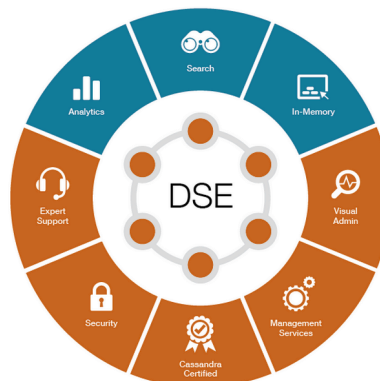 Search
Analytics
In-Memory
DSE
Expert
Support
Visual
Admin
Security
Management
Services
Cassandra
Certified